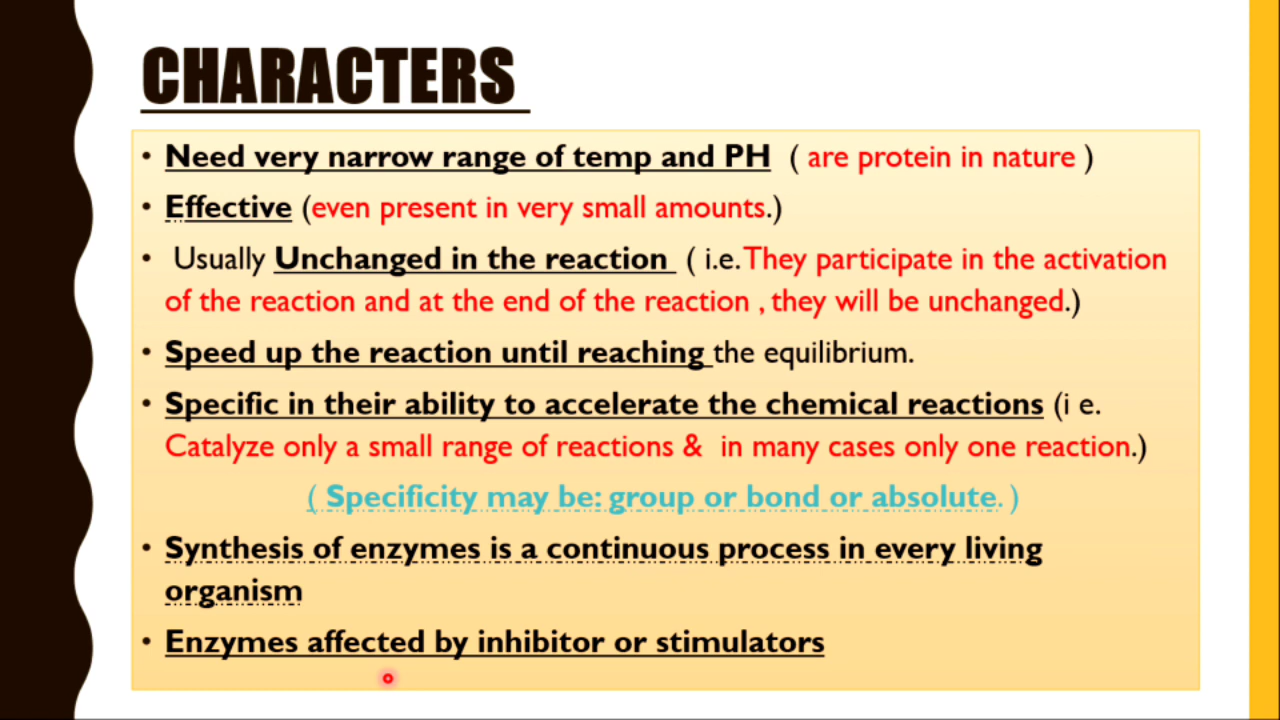 CHARACTERS
• Need very narrow range of temp and PH ( are protein in nature )
• Effective (even present in very small amounts.)
• Usually Unchanged in the reaction ( i.e. They participate in the activation
of the reaction and at the end of the reaction , they will be unchanged.)
• Speed up the reaction until reaching the equilibrium.
• Specific in their ability to accelerate the chemical reactions (i e.
Catalyze only a small range of reactions & in many cases only one reaction.)
( Specificity may be: group or bond or absolute. )
• Synthesis of enzymes is a continuous process in every living
organism
• Enzymes affected by inhibitor or stimulators